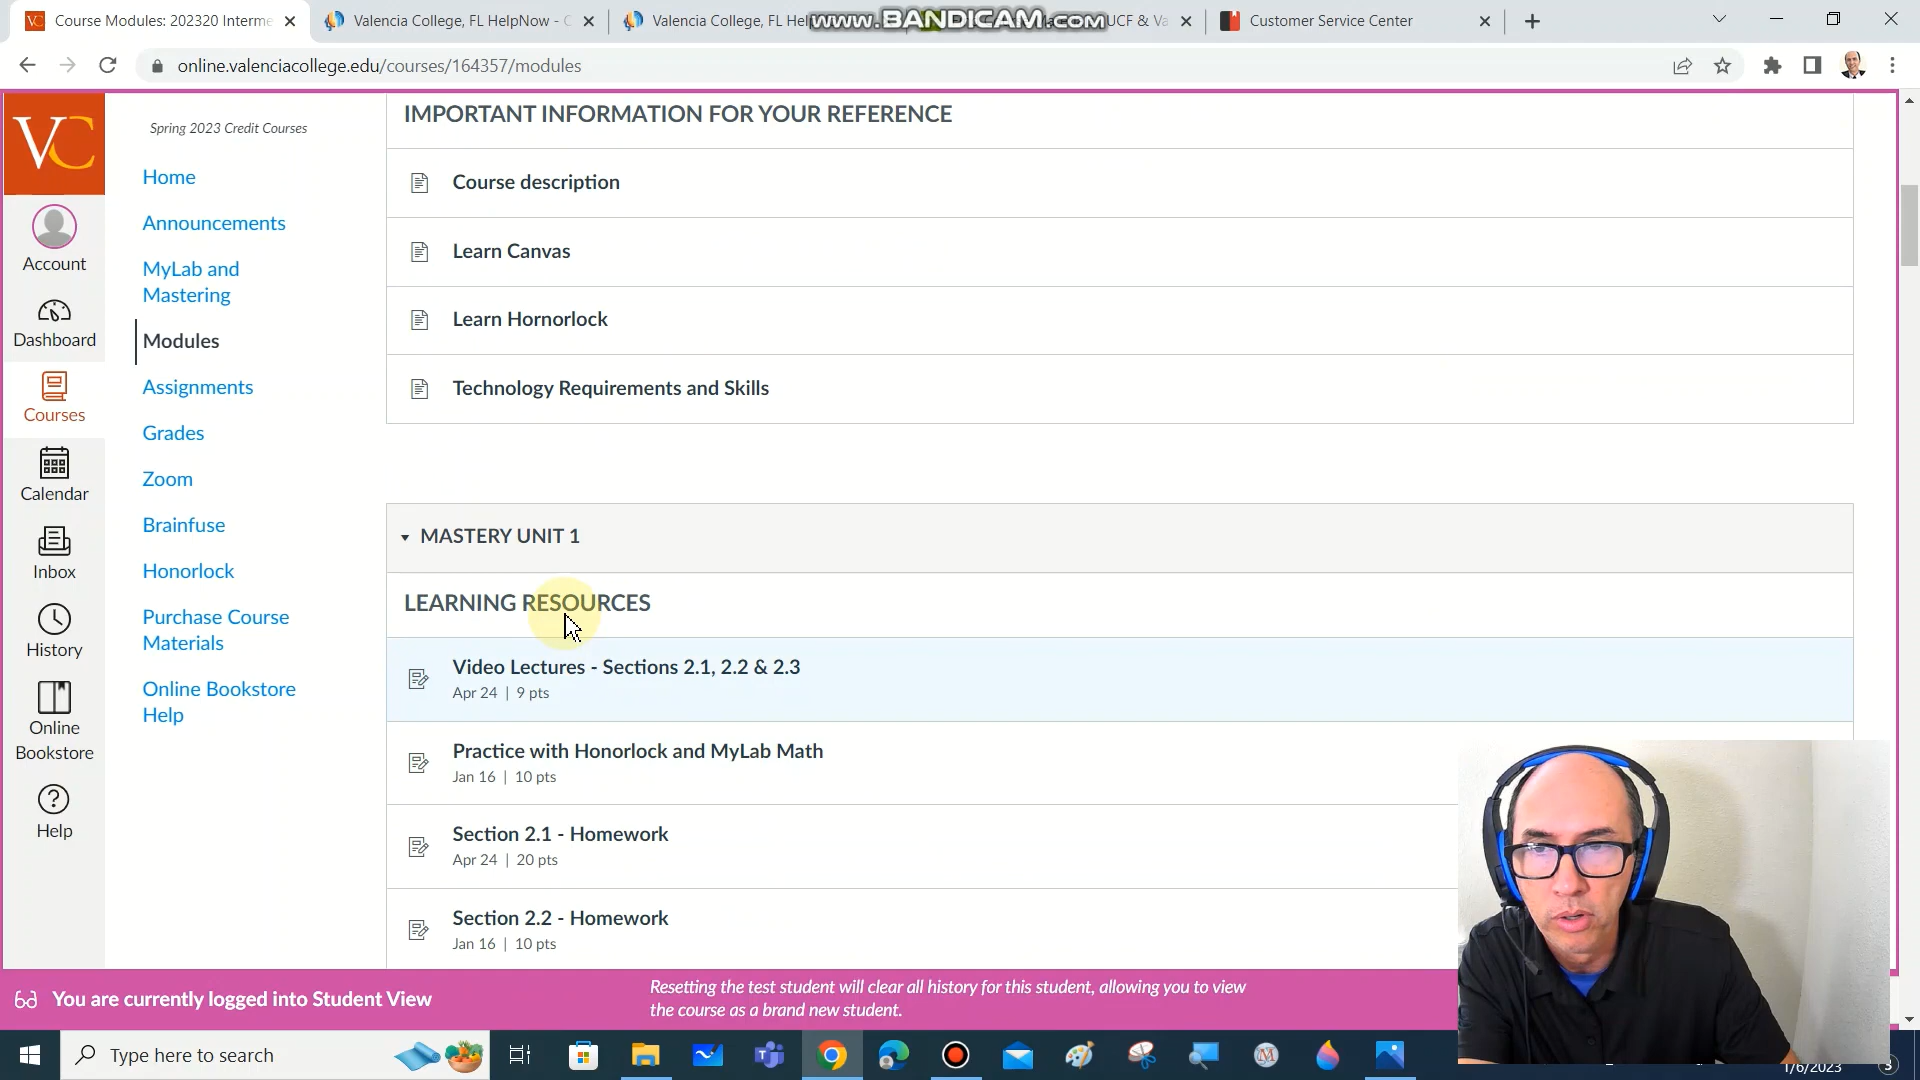 Course Modules: 202320 Interme
Valencia College, FL HelpNow - C
Valencia College, FL Hel
www.BANDICAM.com
UCF & Va
Customer Service Center
online.valenciacollege.edu/courses/164357/modules
VC
Account
Dashboard
Courses
Calendar
Inbox
History
Online
Bookstore
Help
Spring 2023 Credit Courses
Home
Announcements
MyLab and
Mastering
Modules
Assignments
Grades
Zoom
Brainfuse
Honorlock
Purchase Course
Materials
Online Bookstore
Help
IMPORTANT INFORMATION FOR YOUR REFERENCE
Course description
Learn Canvas
Learn Hornorlock
Technology Requirements and Skills
MASTERY UNIT 1
LEARNING RESOURCES
Video Lectures - Sections 2.1, 2.2 & 2.3
Apr 24 | 9 pts
Practice with Honorlock and MyLab Math
Jan 16 | 10 pts
Section 2.1 - Homework
Apr 24 | 20 pts
Section 2.2 - Homework
Jan 16 | 10 pts
You are currently logged into Student View
Resetting the test student will clear all history for this student, allowing you to view
the course as a brand new student.
Type here to search
1/6/2023
3